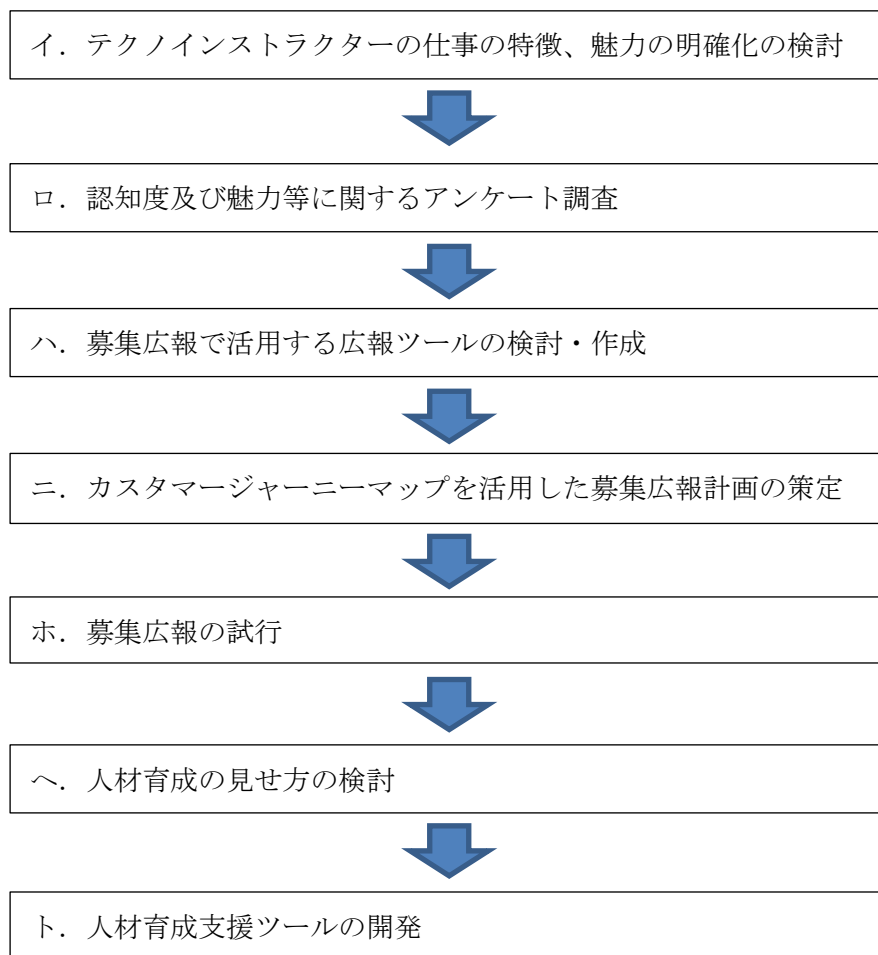 イ．テクノインストラクターの仕事の特徴、魅力の明確化の検討
ロ．認知度及び魅力等に関するアンケート調査
ハ．募集広報で活用する広報ツールの検討・作成
ニ．カスタマージャーニーマップを活用した募集広報計画の策定
ホ．募集広報の試行
ヘ．人材育成の見せ方の検討
ト．人材育成支援ツールの開発